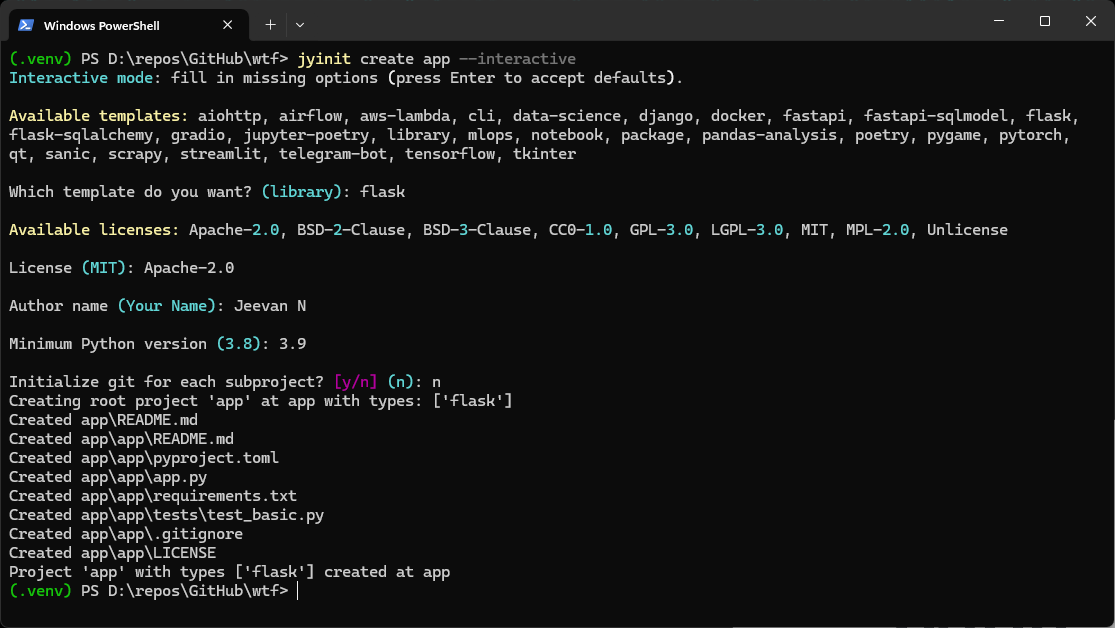 Windows PowerShell
(.venv) PS D:\repos\GitHub\wtf> jyinit create app --interactive
Interactive mode: fill in missing options (press Enter to accept defaults).
Available templates: aiohttp, airflow, aws-lambda, cli, data-science, django, docker, fastapi, fastapi-sqlmodel, flask,
flask-sqlalchemy, gradio, jupyter-poetry, library, mlops, notebook, package, pandas-analysis, poetry, pygame, pytorch,
qt, sanic, scrapy, streamlit, telegram-bot, tensorflow, tkinter
Which template do you want? (library): flask
Available licenses: Apache-2.0, BSD-2-Clause, BSD-3-Clause, CC0-1.0, GPL-3.0, LGPL-3.0, MIT, MPL-2.0, Unlicense
License (MIT): Apache-2.0
Author name (Your Name): Jeevan N
Minimum Python version (3.8): 3.9
Initialize git for each subproject? [y/n] (n): n
Creating root project 'app' at app with types: ['flask']
Created app\README.md
Created app\app\README.md
Created app\app\pyproject.toml
Created app\app\app.py
Created app\app\requirements.txt
Created app\app\tests\test_basic.py
Created app\app\.gitignore
Created app\app\LICENSE
Project 'app' with types ['flask'] created at app
(.venv) PS D:\repos\GitHub\wtf>